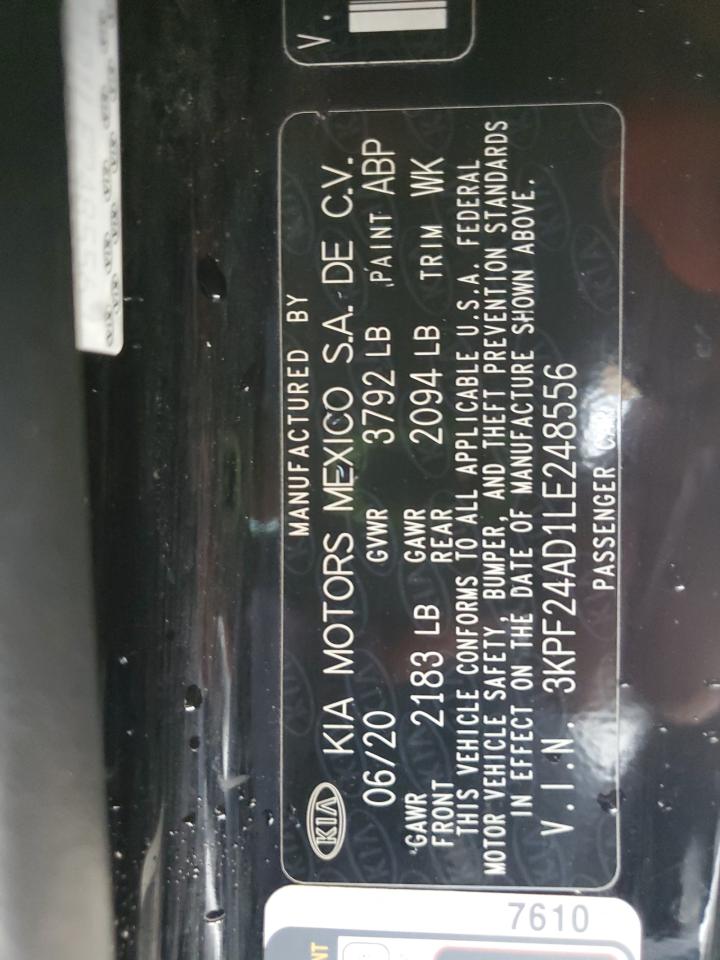 V.
KIA
MANUFACTURED BY
KIA MOTORS MEXICO S.A. DE C.V.
06/20 GVWR 3792 LB PAINT ABP
GAWR FRONT 2183 LB GAWR REAR 2094 LB TRIM WK
THIS VEHICLE CONFORMS TO ALL APPLICABLE U.S.A. FEDERAL
MOTOR VEHICLE SAFETY, BUMPER, AND THEFT PREVENTION STANDARDS
IN EFFECT ON THE DATE OF MANUFACTURE SHOWN ABOVE.
V.I.N. 3KPF24AD1LE248556
PASSENGER CAR
7610